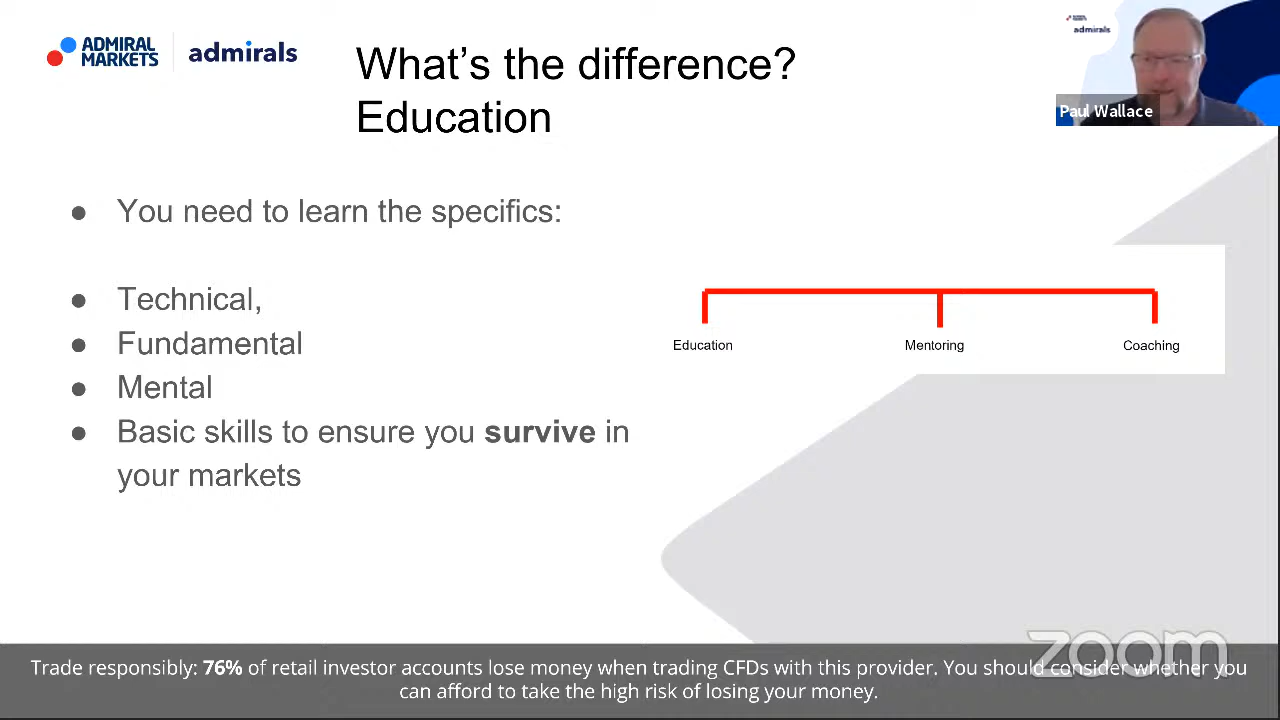 ADMIRAL
MARKETS
admirals
What's the difference?
Education
admirals
Paul Wallace
● You need to learn the specifics:
● Technical,
● Fundamental
● Mental
● Basic skills to ensure you survive in
your markets
Education Mentoring Coaching
zoom
Trade responsibly: 76% of retail investor accounts lose money when trading CFDs with this provider. You should consider whether you
can afford to take the high risk of losing your money.